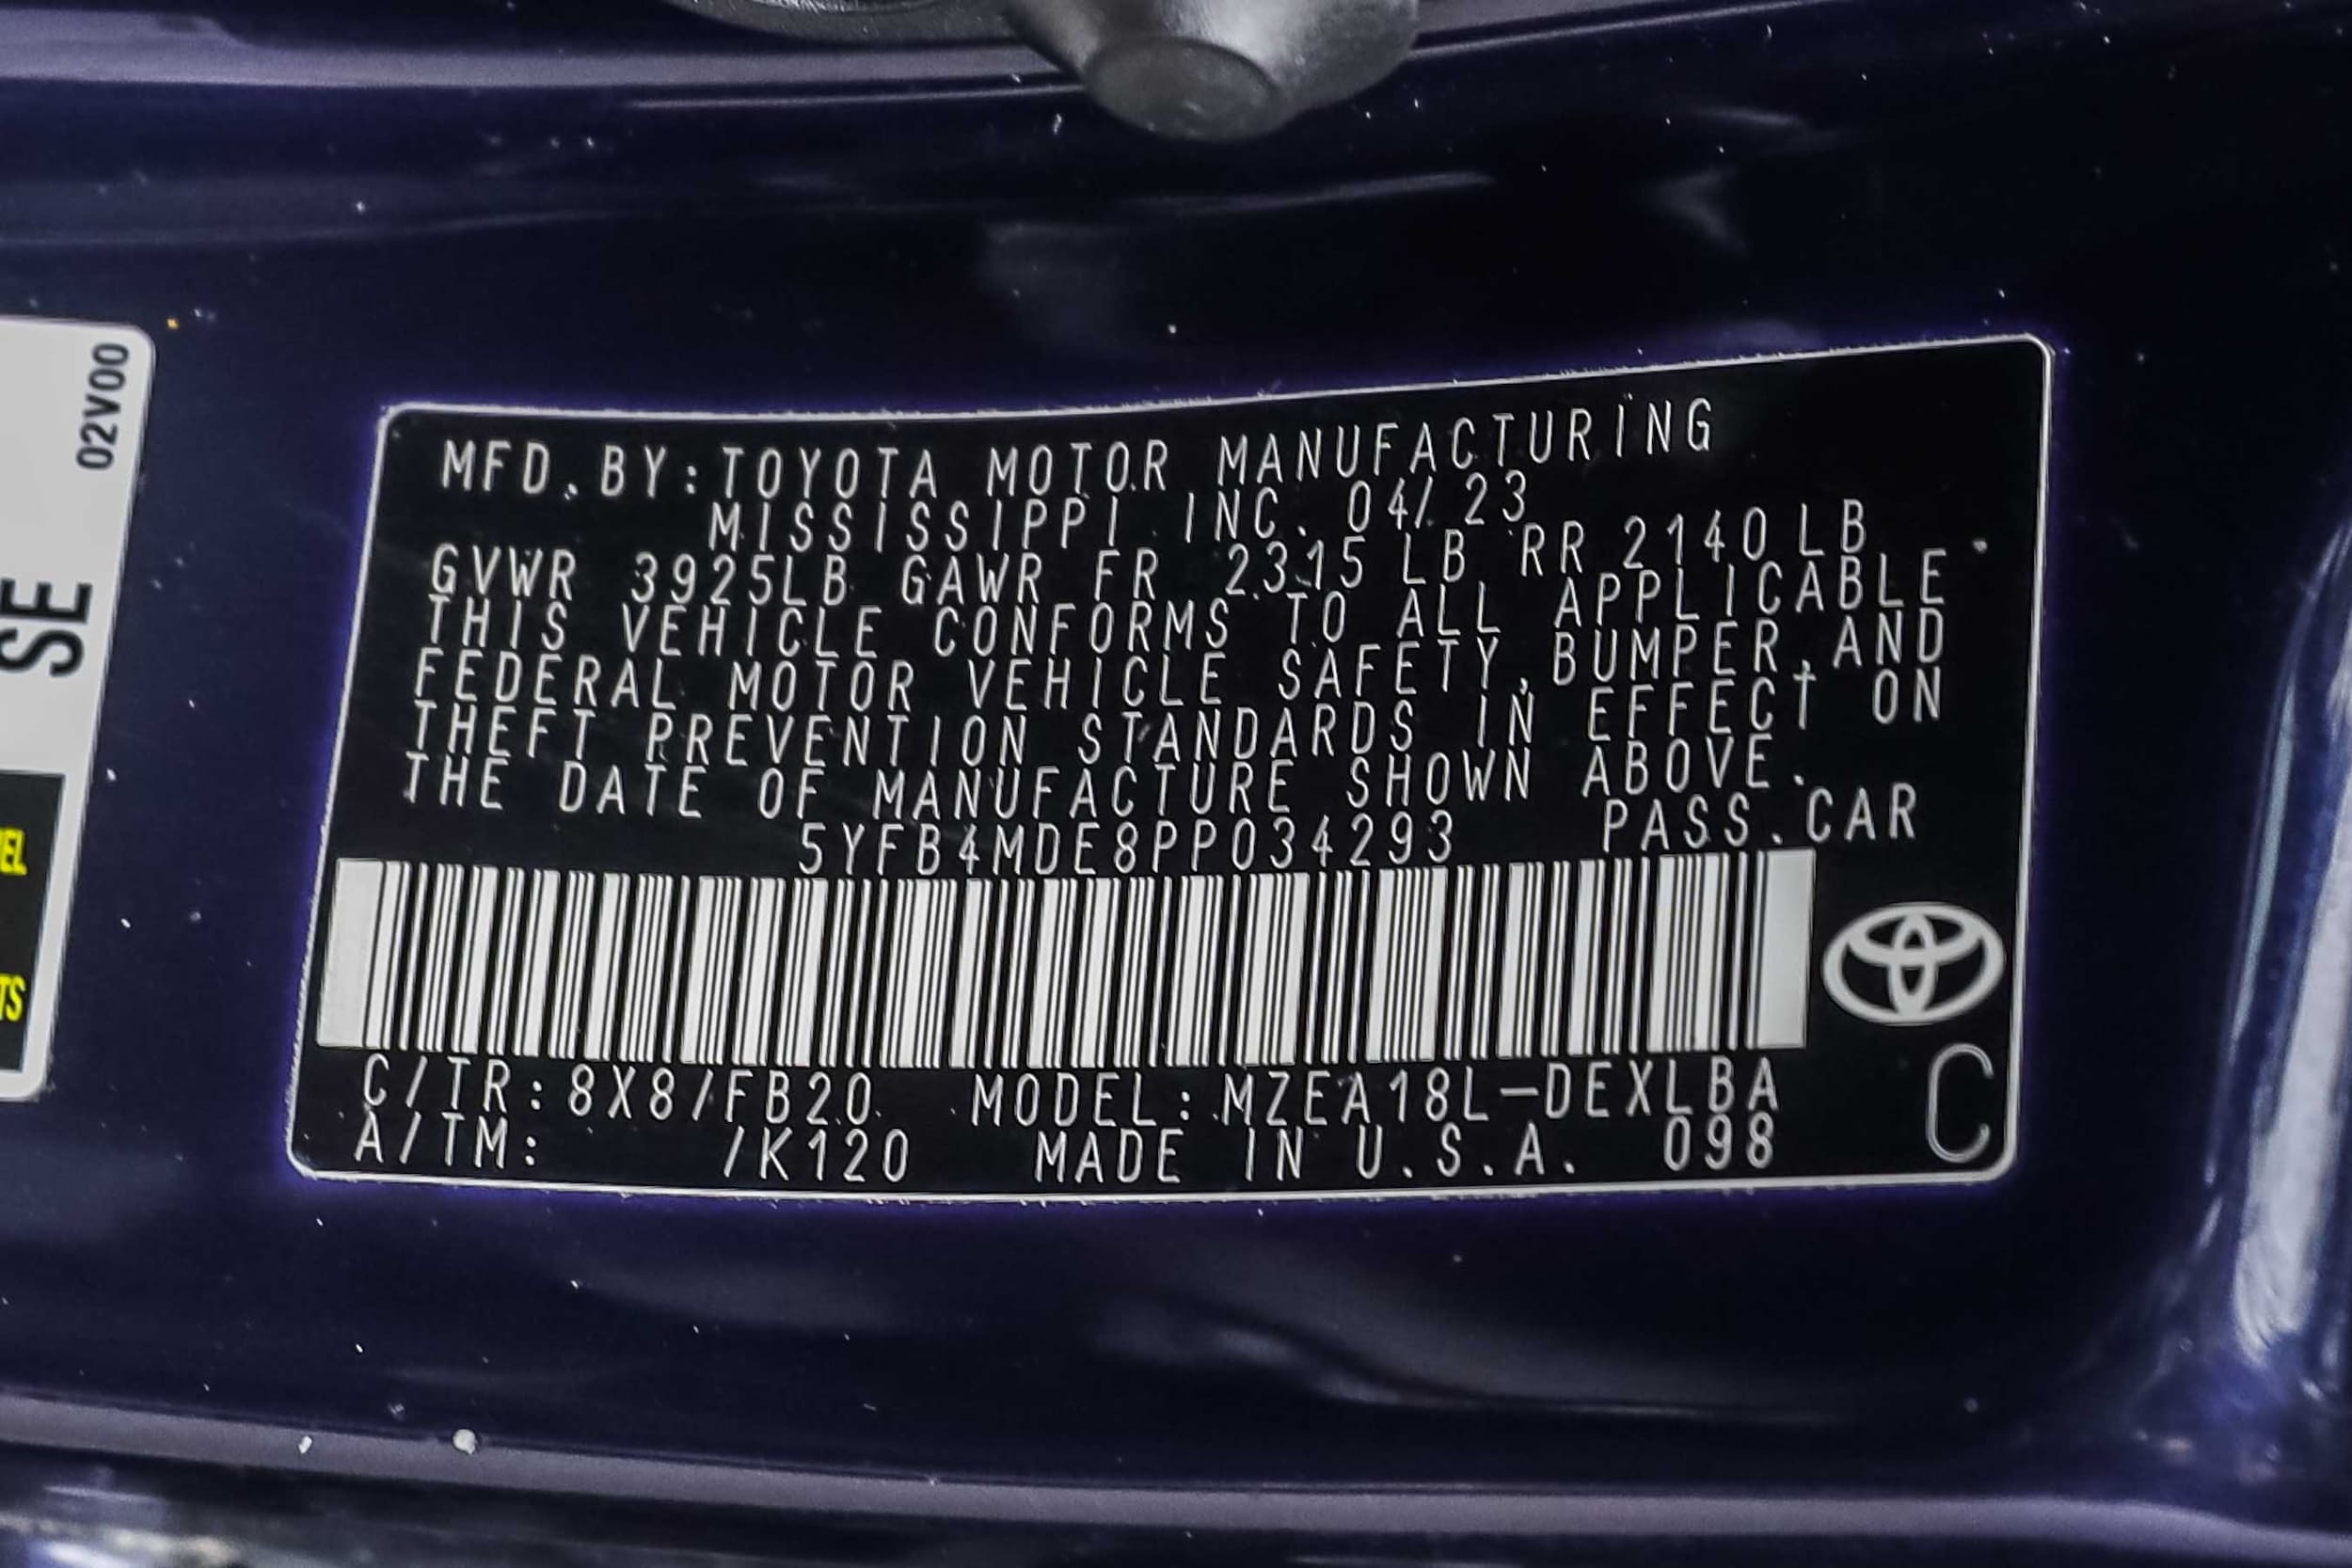 02V00
SE
MFD. BY: TOYOTA MOTOR MANUFACTURING
MISSISSIPPI INC. 04/ 23
GVWR 3925LB GAWR FR 2315 LB RR 2140 LB
THIS VEHICLE CONFORMS TO ALL APPLICABLE
FEDERAL MOTOR VEHICLE SAFETY, BUMPER, AND
THEFT PREVENTION STANDARDS IN EFFECT ON
THE DATE OF MANUFACTURE SHOWN ABOVE.
5YFB4MDE8PP034293 PASS. CAR
C/TR: 8X8/FB20 MODEL: MZEA18L-DEXLBA
A/TM: /K120 MADE IN U.S.A. 098
C